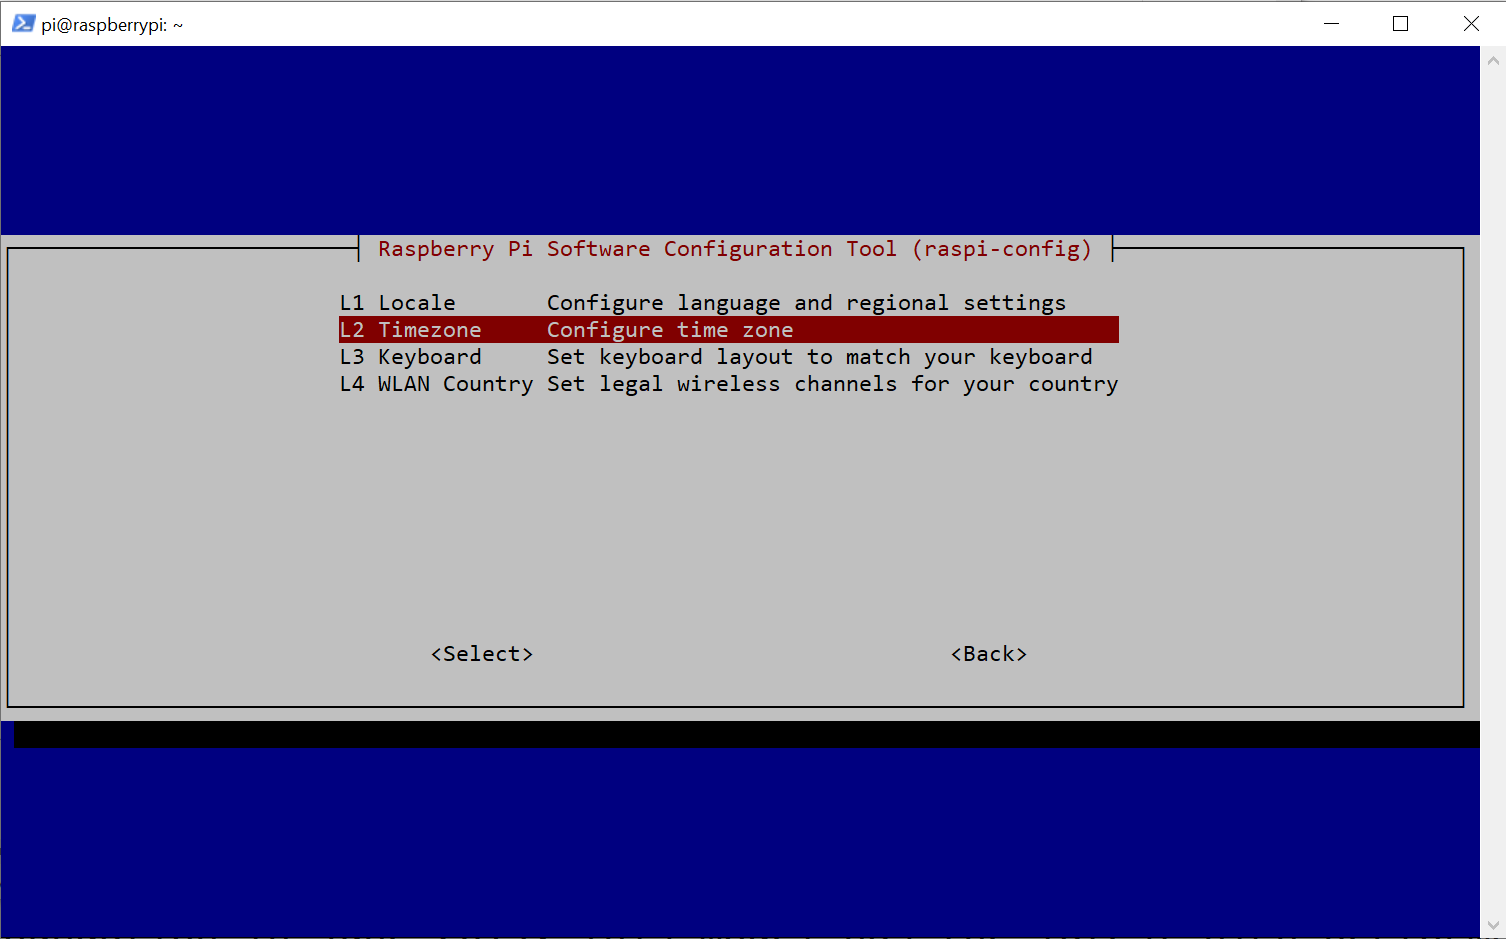 pi@raspberrypi: ~
Raspberry Pi Software Configuration Tool (raspi-config)
L1 Locale       Configure language and regional settings
L2 Timezone     Configure time zone
L3 Keyboard     Set keyboard layout to match your keyboard
L4 WLAN Country Set legal wireless channels for your country
<Select>                                <Back>